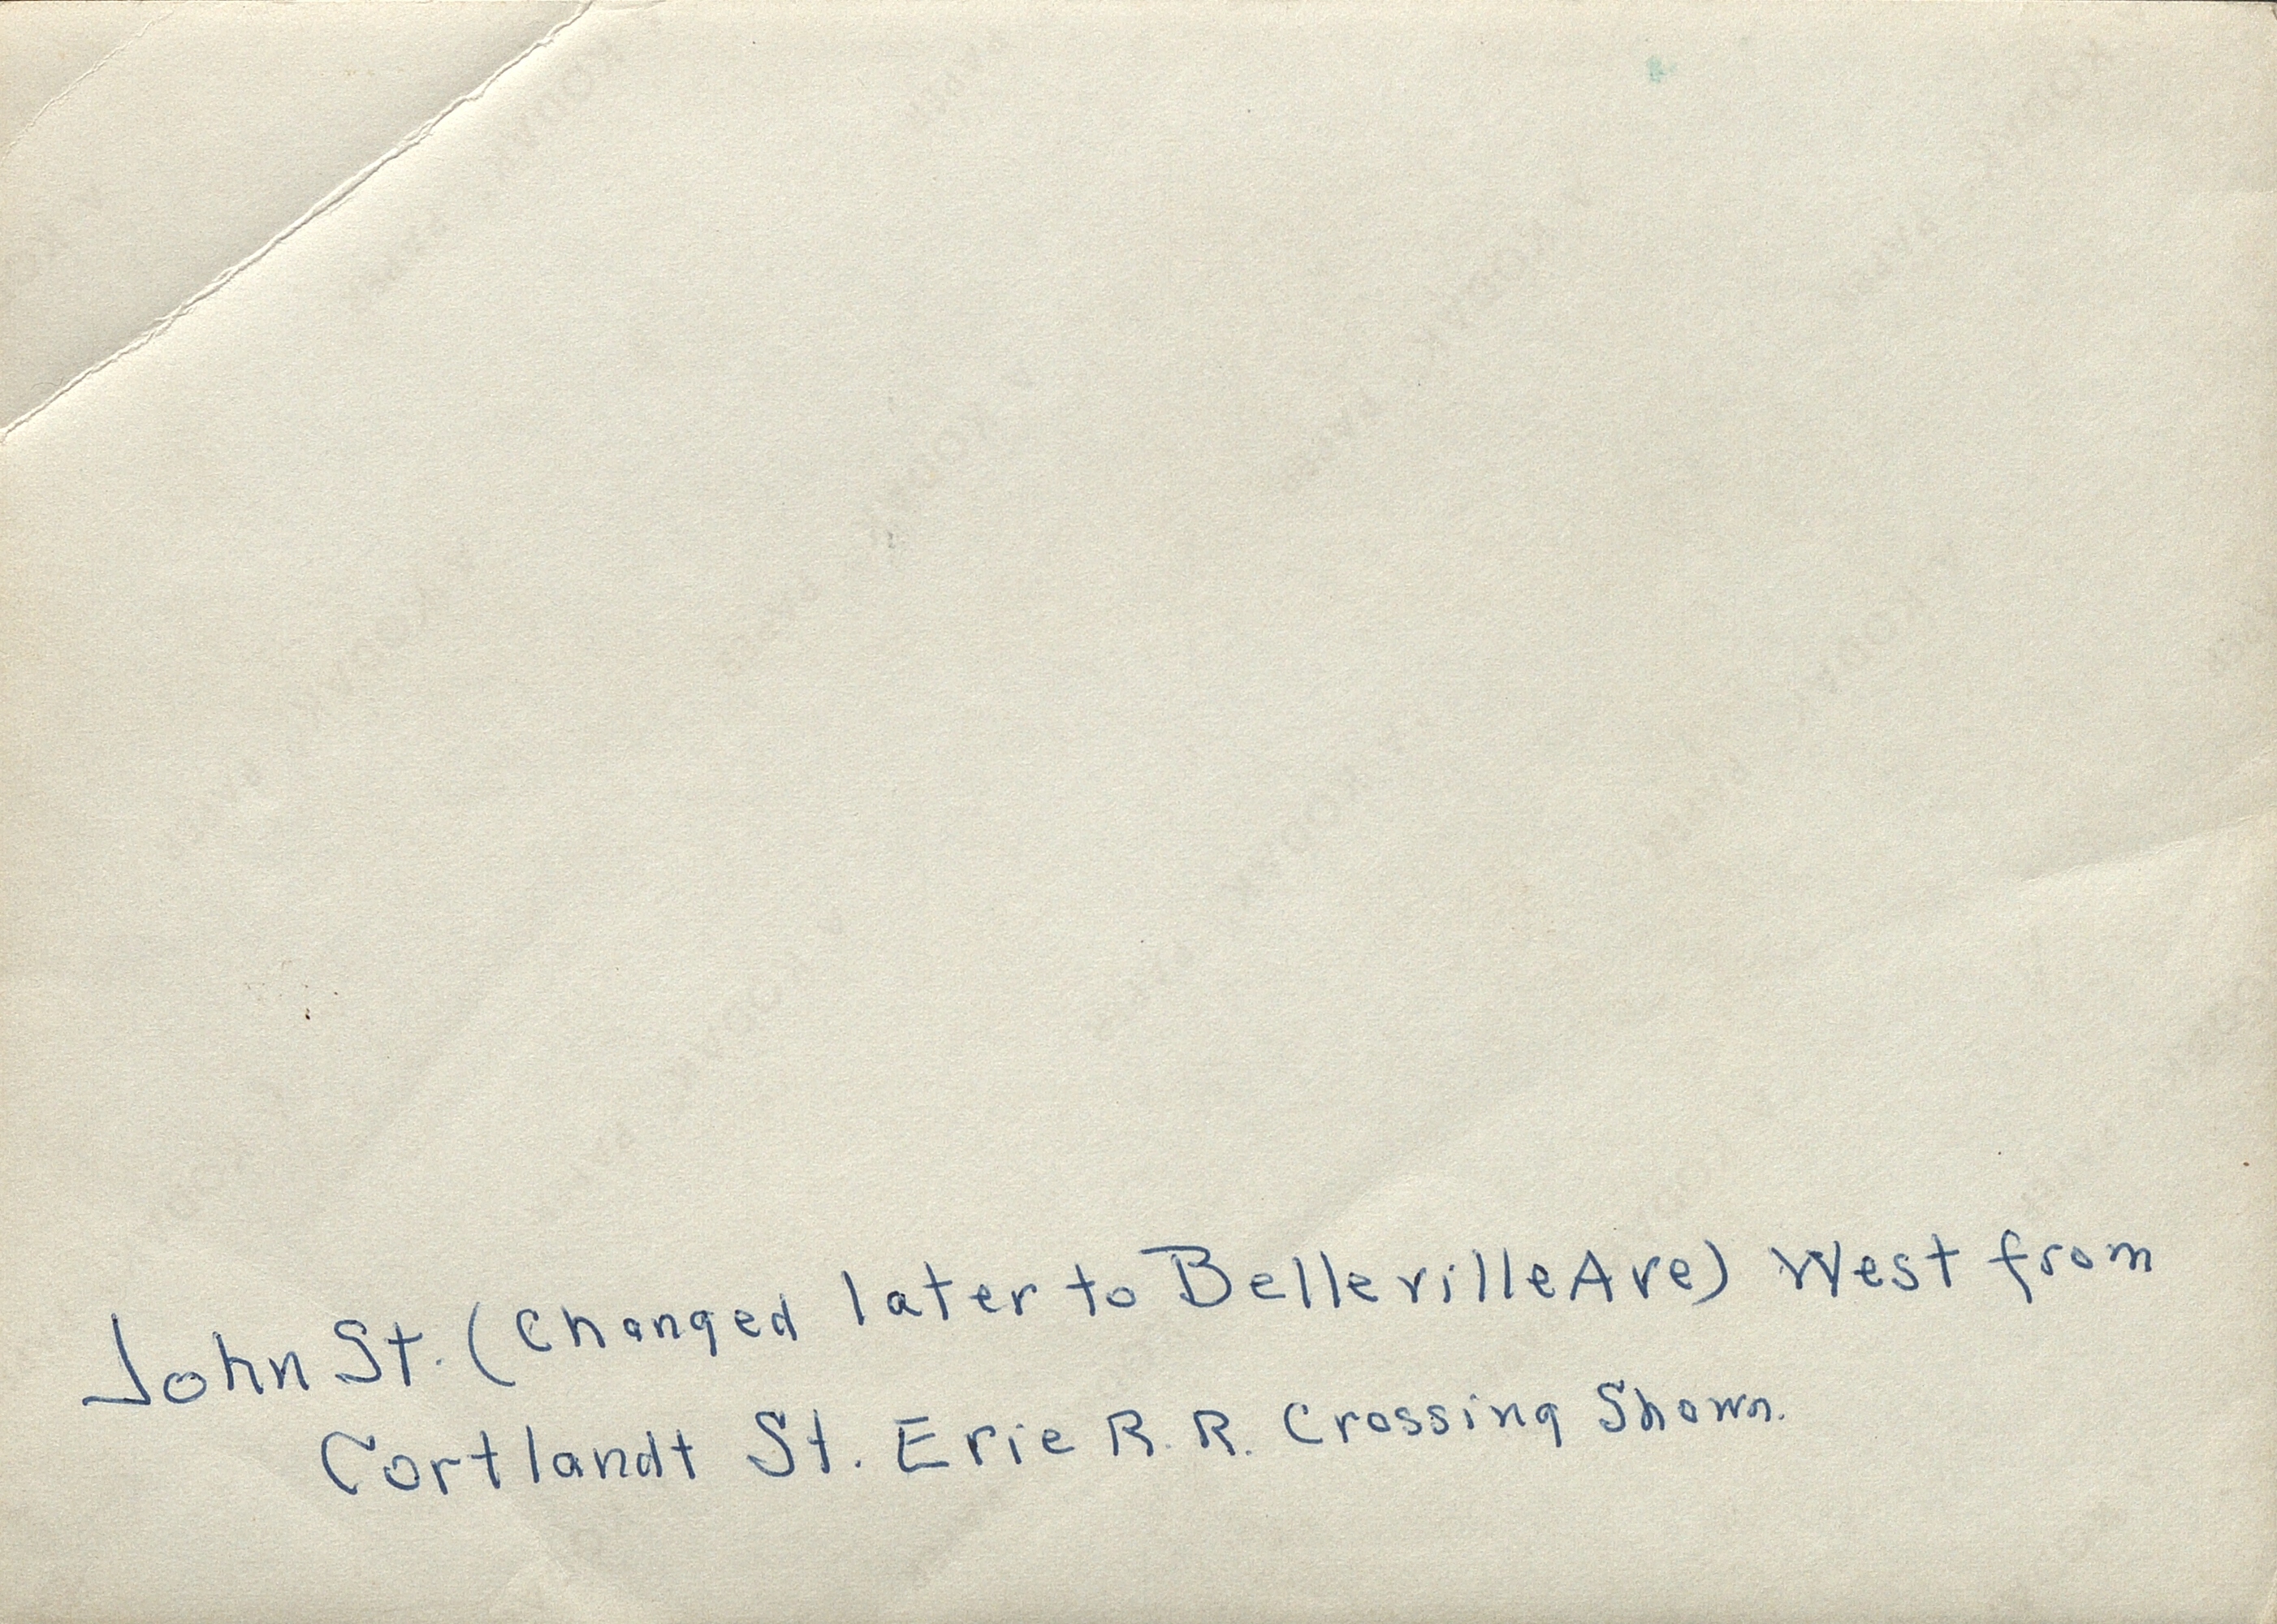 John St. (Changed later to Belleville Ave) West from
Cortlandt St. Erie R. R. Crossing Shown.